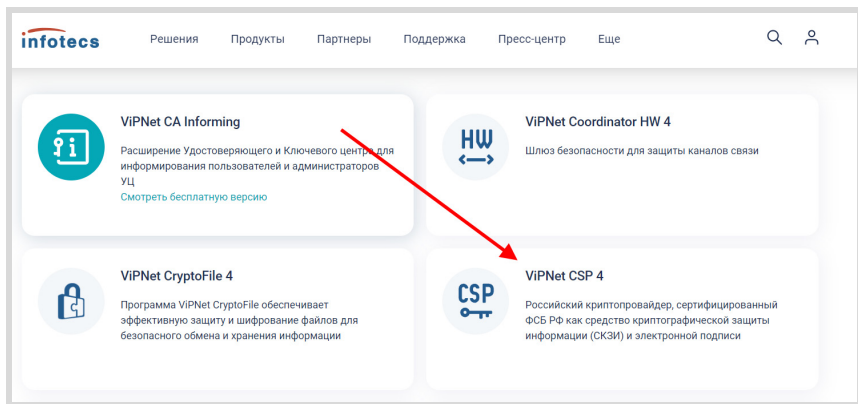 infotecs
Решения Продукты Партнеры Поддержка Пресс-центр Еще
ViPNet CA Informing
Расширение Удостоверяющего и Ключевого центра для
информирования пользователей и администраторов
УЦ
Смотреть бесплатную версию
HW
ViPNet Coordinator HW 4
Шлюз безопасности для защиты каналов связи
ViPNet CryptoFile 4
Программа ViPNet CryptoFile обеспечивает
эффективную защиту и шифрование файлов для
безопасного обмена и хранения информации
CSP
ViPNet CSP 4
Российский криптопровайдер, сертифицированный
ФСБ РФ как средство криптографической защиты
информации (СКЗИ) и электронной подписи